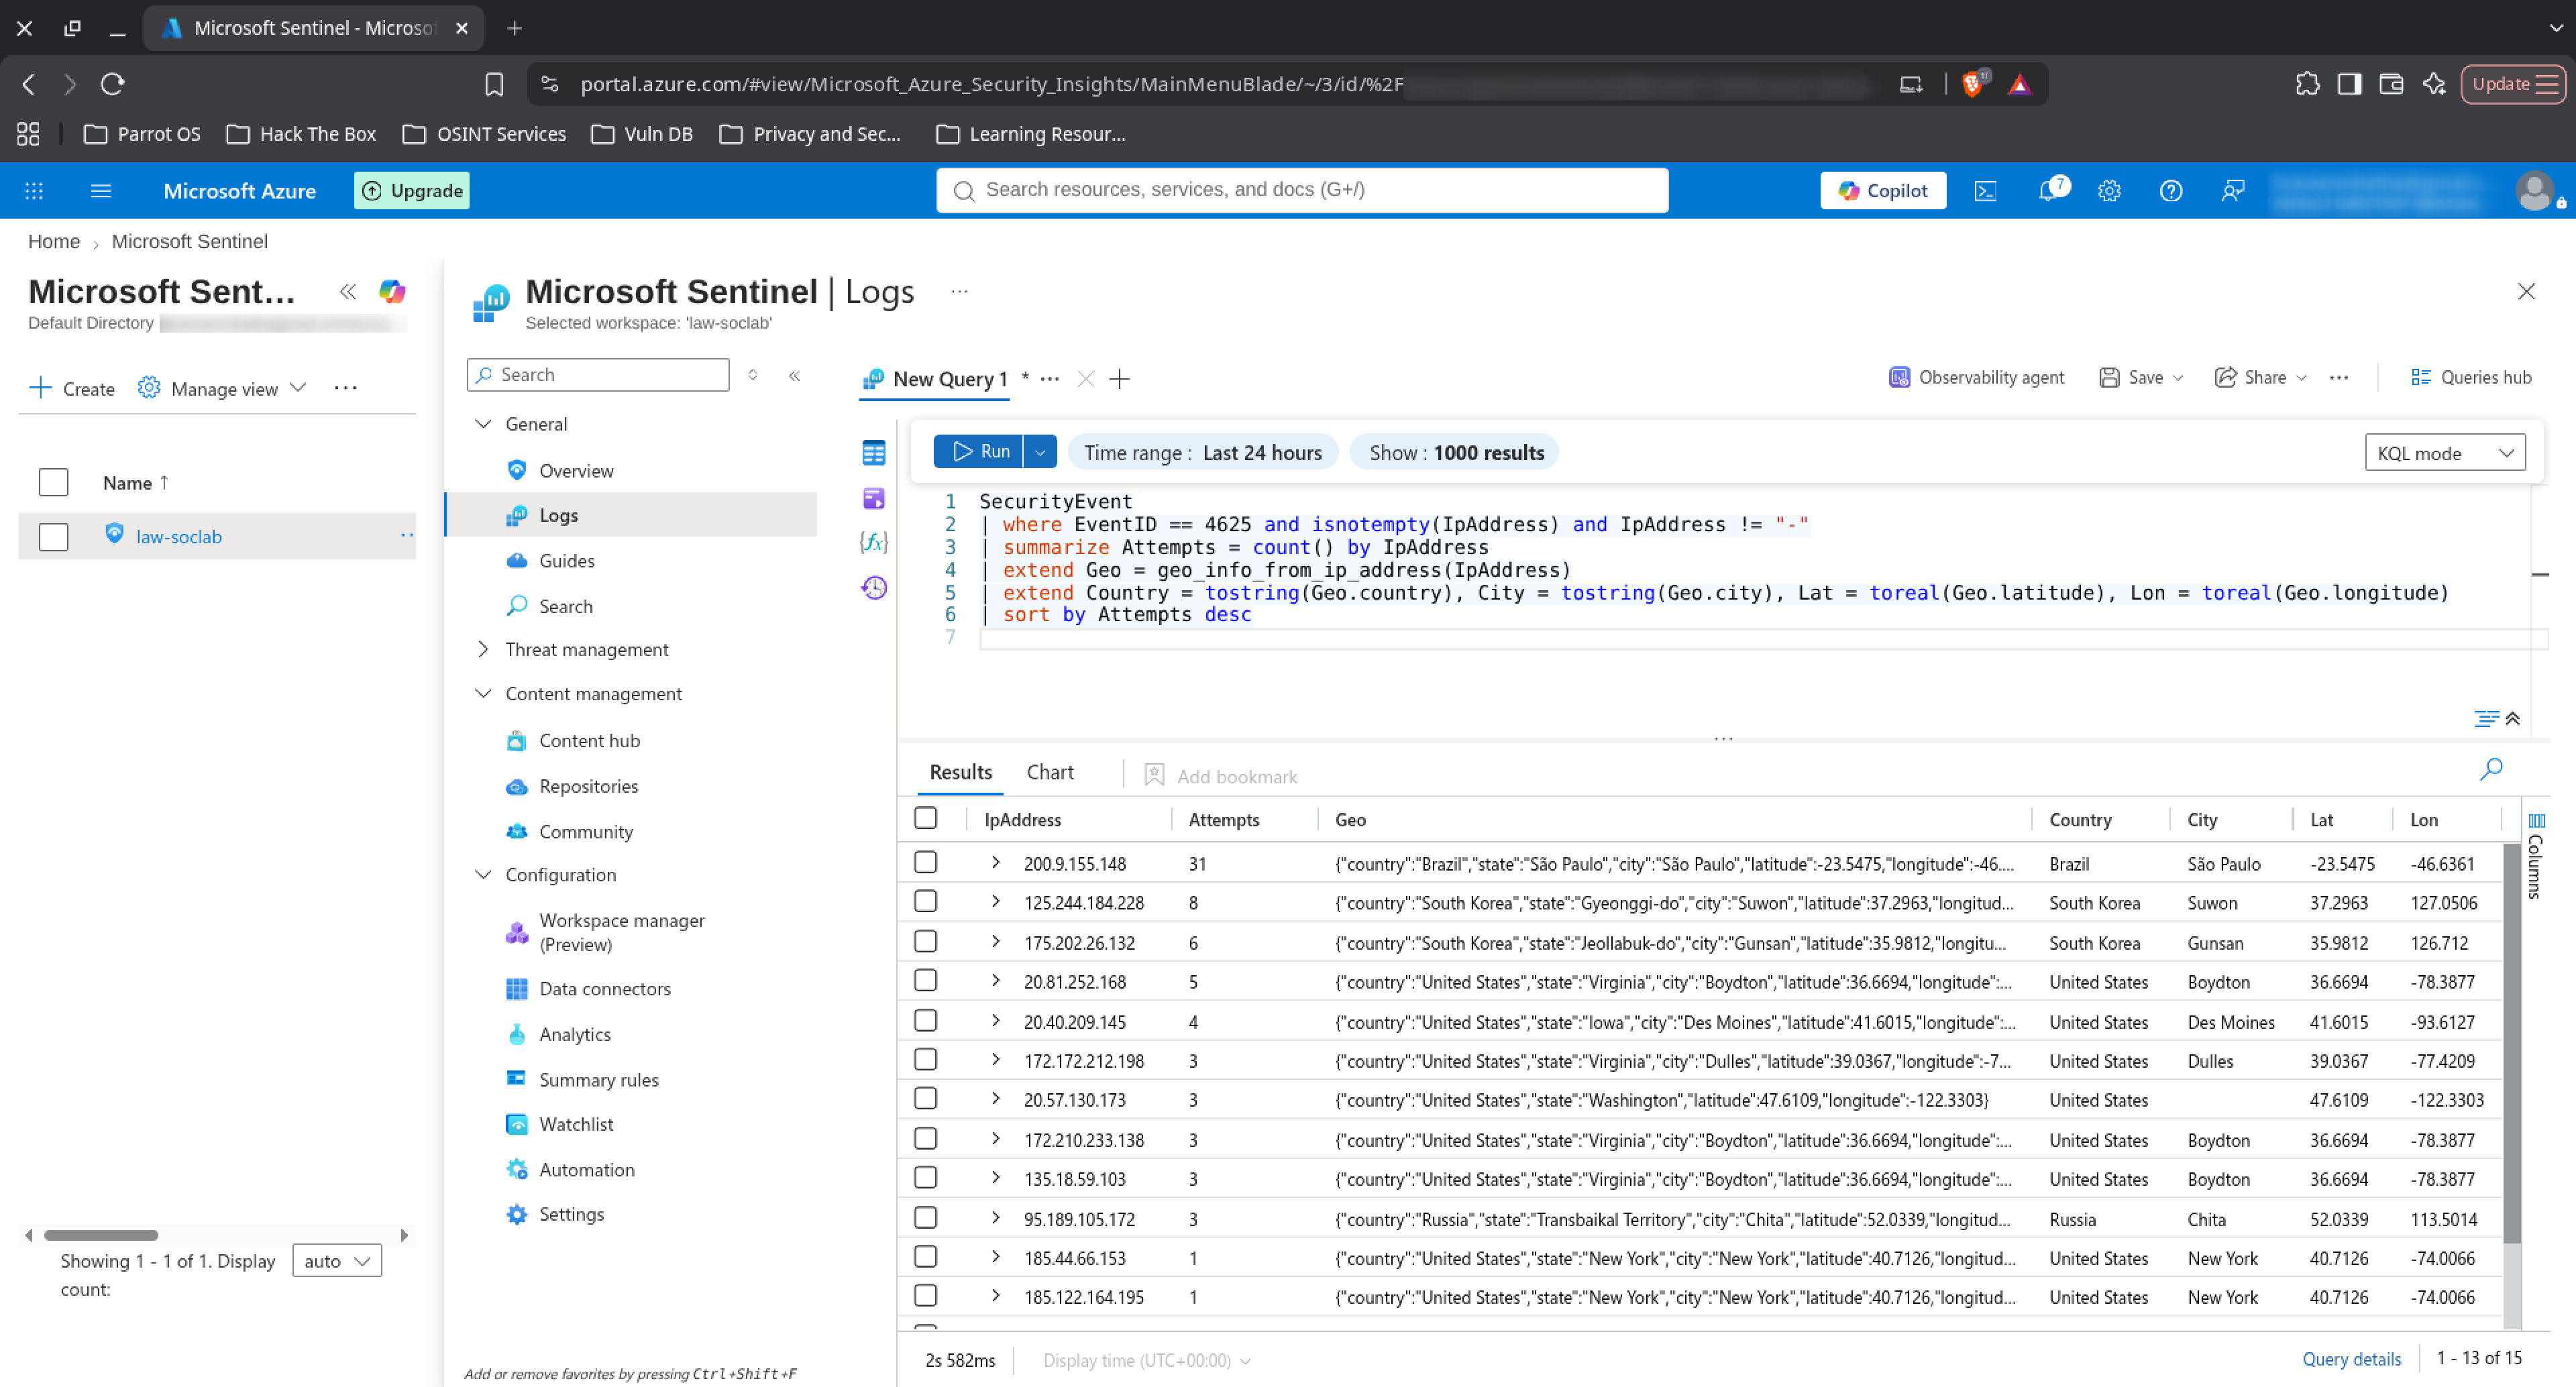 Microsoft Sentinel - Microsof
portal.azure.com/#view/Microsoft_Azure_Security_Insights/MainMenuBlade/~/3/id/%2F
Update
Parrot OS
Hack The Box
OSINT Services
Vuln DB
Privacy and Sec...
Learning Resour...
Microsoft Azure
Upgrade
Search resources, services, and docs (G+/)
Copilot
7
Home > Microsoft Sentinel
Microsoft Sent...
Default Directory
Create
Manage view
Name ↑
law-soclab
Showing 1 - 1 of 1. Display count:
auto
Microsoft Sentinel | Logs
Selected workspace: 'law-soclab'
Search
General
Overview
Logs
Guides
Search
Threat management
Content management
Content hub
Repositories
Community
Configuration
Workspace manager
(Preview)
Data connectors
Analytics
Summary rules
Watchlist
Automation
Settings
Add or remove favorites by pressing Ctrl+Shift+F
New Query 1 *
Observability agent
Save
Share
Queries hub
Run
Time range : Last 24 hours
Show : 1000 results
KQL mode
1 SecurityEvent
2 | where EventID == 4625 and isnotempty(IpAddress) and IpAddress != "-"
3 | summarize Attempts = count() by IpAddress
4 | extend Geo = geo_info_from_ip_address(IpAddress)
5 | extend Country = tostring(Geo.country), City = tostring(Geo.city), Lat = toreal(Geo.latitude), Lon = toreal(Geo.longitude)
6 | sort by Attempts desc
7
Results
Chart
Add bookmark
IpAddress Attempts Geo Country City Lat Lon
Columns
200.9.155.148 31 {"country":"Brazil","state":"São Paulo","city":"São Paulo","latitude":-23.5475,"longitude":-46.... Brazil São Paulo -23.5475 -46.6361
125.244.184.228 8 {"country":"South Korea","state":"Gyeonggi-do","city":"Suwon","latitude":37.2963,"longitud... South Korea Suwon 37.2963 127.0506
175.202.26.132 6 {"country":"South Korea","state":"Jeollabuk-do","city":"Gunsan","latitude":35.9812,"longitu... South Korea Gunsan 35.9812 126.712
20.81.252.168 5 {"country":"United States","state":"Virginia","city":"Boydton","latitude":36.6694,"longitude":... United States Boydton 36.6694 -78.3877
20.40.209.145 4 {"country":"United States","state":"Iowa","city":"Des Moines","latitude":41.6015,"longitude":... United States Des Moines 41.6015 -93.6127
172.172.212.198 3 {"country":"United States","state":"Virginia","city":"Dulles","latitude":39.0367,"longitude":-7... United States Dulles 39.0367 -77.4209
20.57.130.173 3 {"country":"United States","state":"Washington","latitude":47.6109,"longitude":-122.3303} United States 47.6109 -122.3303
172.210.233.138 3 {"country":"United States","state":"Virginia","city":"Boydton","latitude":36.6694,"longitude":... United States Boydton 36.6694 -78.3877
135.18.59.103 3 {"country":"United States","state":"Virginia","city":"Boydton","latitude":36.6694,"longitude":... United States Boydton 36.6694 -78.3877
95.189.105.172 3 {"country":"Russia","state":"Transbaikal Territory","city":"Chita","latitude":52.0339,"longitud... Russia Chita 52.0339 113.5014
185.44.66.153 1 {"country":"United States","state":"New York","city":"New York","latitude":40.7126,"longitud... United States New York 40.7126 -74.0066
185.122.164.195 1 {"country":"United States","state":"New York","city":"New York","latitude":40.7126,"longitud... United States New York 40.7126 -74.0066
2s 582ms
Display time (UTC+00:00)
Query details
1 - 13 of 15